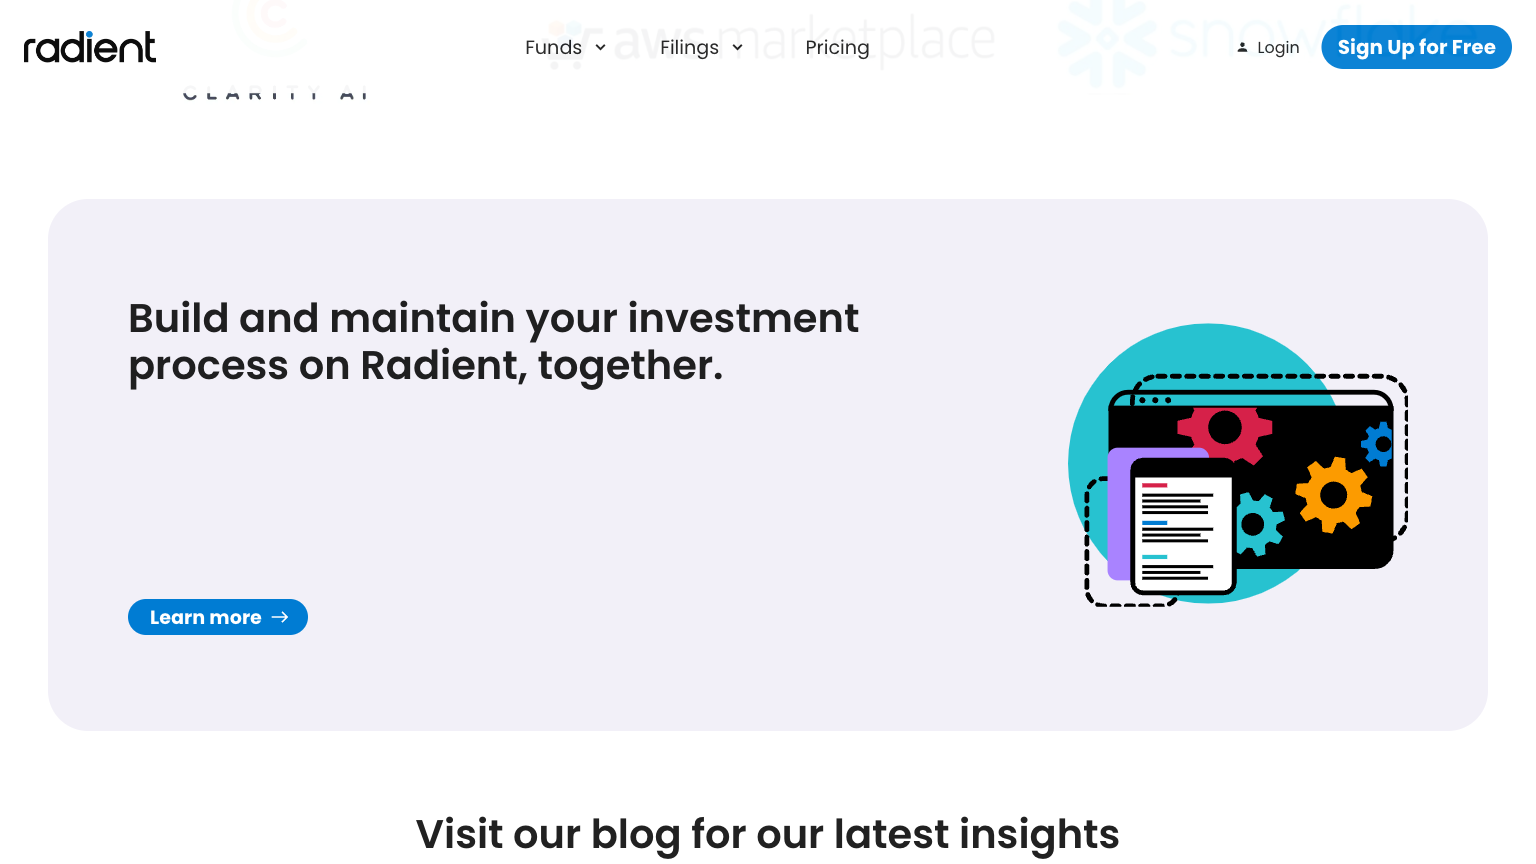 radient
Funds
Filings
Pricing
Login
Sign Up for Free
aws marketplace
snowflake
CLARITY AI
Build and maintain your investment
process on Radient, together.
Learn more
Visit our blog for our latest insights